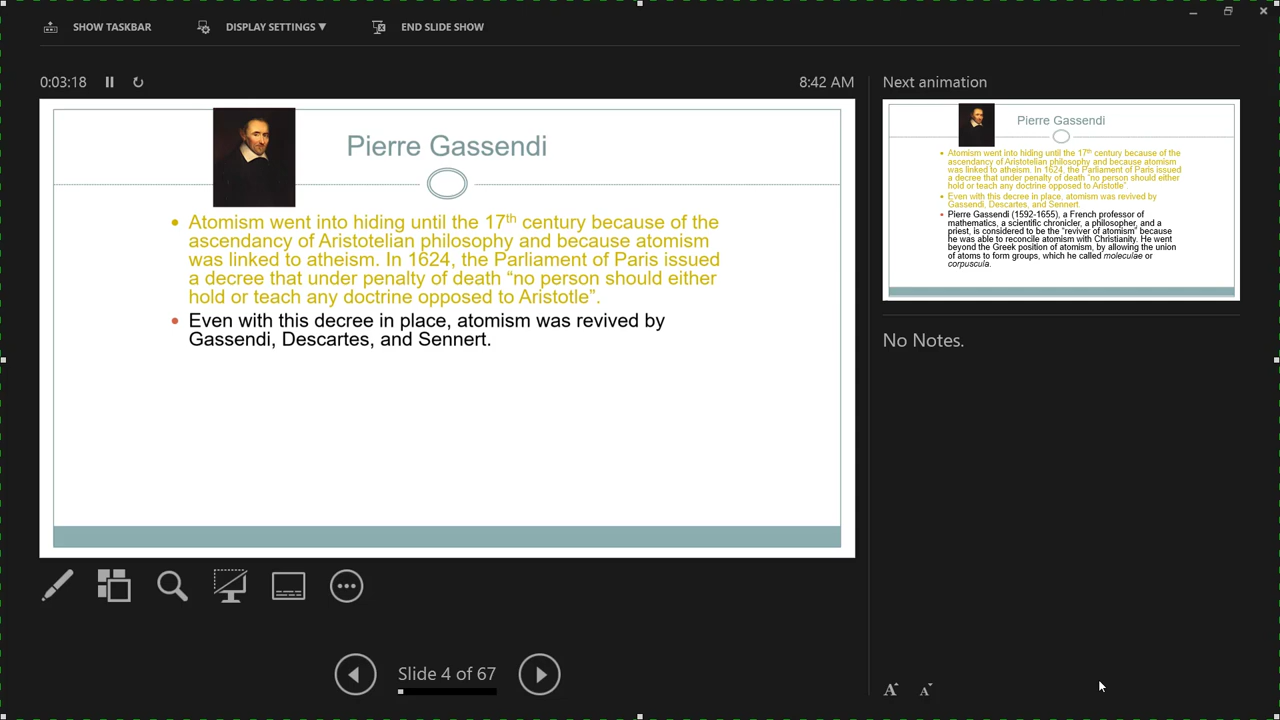 SHOW TASKBAR
DISPLAY SETTINGS ▼
END SLIDE SHOW
0:03:18
8:42 AM
Pierre Gassendi
• Atomism went into hiding until the 17th century because of the
ascendancy of Aristotelian philosophy and because atomism
was linked to atheism. In 1624, the Parliament of Paris issued
a decree that under penalty of death “no person should either
hold or teach any doctrine opposed to Aristotle”.
• Even with this decree in place, atomism was revived by
Gassendi, Descartes, and Sennert.
Slide 4 of 67
Next animation
Pierre Gassendi
• Atomism went into hiding until the 17th century because of the
ascendancy of Aristotelian philosophy and because atomism
was linked to atheism. In 1624, the Parliament of Paris issued
a decree that under penalty of death “no person should either
hold or teach any doctrine opposed to Aristotle”.
• Even with this decree in place, atomism was revived by
Gassendi, Descartes, and Sennert.
• Pierre Gassendi (1592-1655), a French professor of
mathematics, a scientific chronicler, a philosopher, and a
priest, is considered to be the “reviver of atomism” because
he was able to reconcile atomism with Christianity. He went
beyond the Greek position of atomism, by allowing the union
of atoms to form groups, which he called moleculae or
corpuscula.
No Notes.
A A